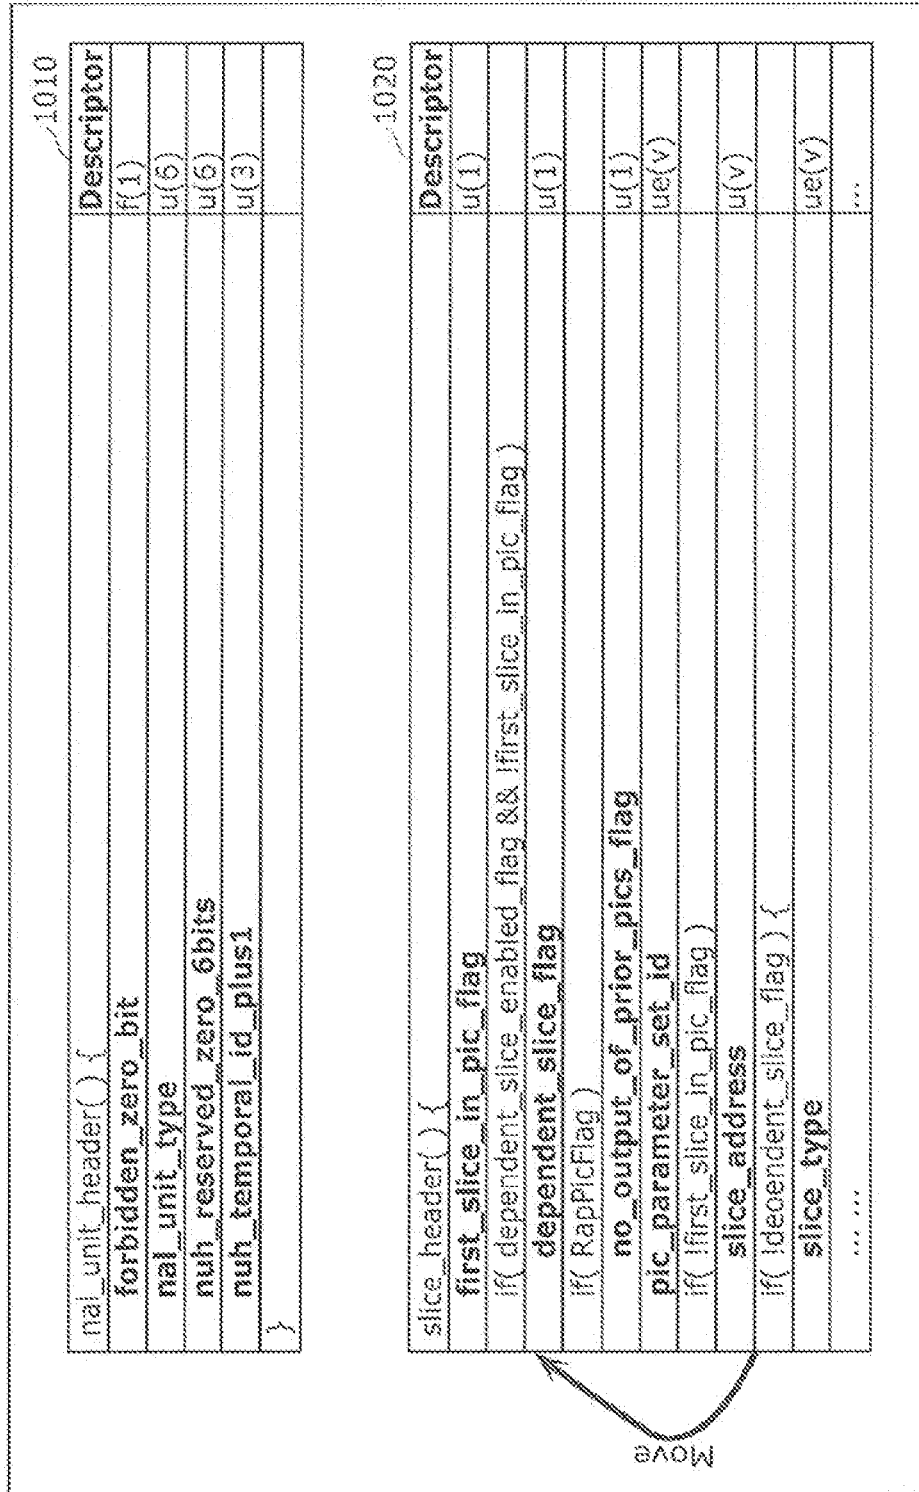 1010
nal_unit_header( ) { Descriptor
forbidden_zero_bit f(1)
nal_unit_type u(6)
nuh_reserved_zero_6bits u(6)
nuh_temporal_id_plus1 u(3)
}
1020
slice_header( ) { Descriptor
first_slice_in_pic_flag u(1)
if( dependent_slice_enabled_flag && !first_slice_in_pic_flag )
dependent_slice_flag u(1)
if( RapPicFlag )
no_output_of_prior_pics_flag u(1)
pic_parameter_set_id ue(v)
if( !first_slice_in_pic_flag )
slice_address u(v)
if( !deoendent_slice_flag ) {
slice_type ue(v)
... ... ...
Move